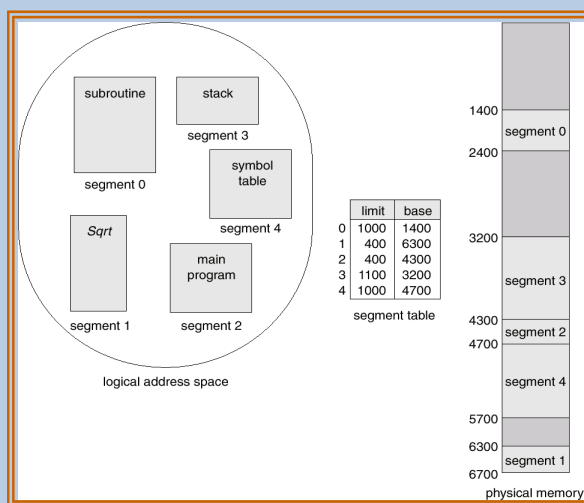 subroutine
segment 0
stack
segment 3
symbol
table
segment 4
Sqrt
segment 1
main
program
segment 2
logical address space
limit base
0 1000 1400
1 400 6300
2 400 4300
3 1100 3200
4 1000 4700
segment table
1400
segment 0
2400
3200
segment 3
4300
segment 2
4700
segment 4
5700
6300
segment 1
6700
physical memory